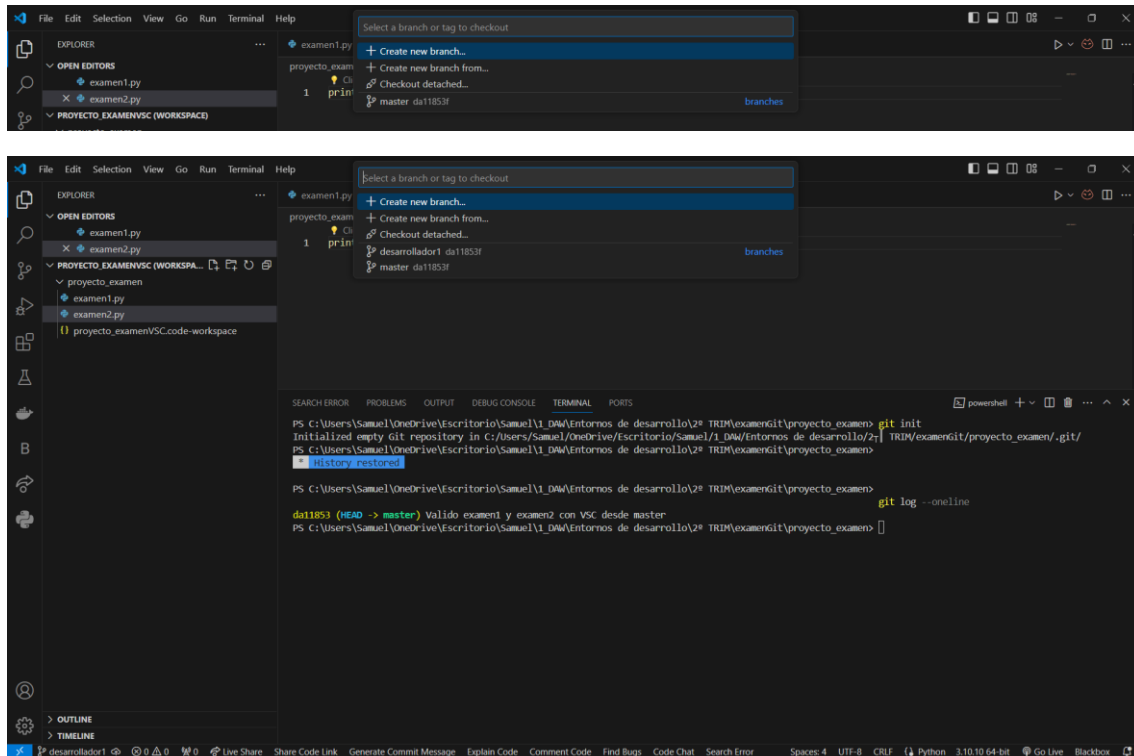 File Edit Selection View Go Run Terminal Help
Select a branch or tag to checkout
EXPLORER
examen1.py
+ Create new branch...
OPEN EDITORS
proyecto_exam
+ Create new branch from...
examen1.py
Checkout detached...
examen2.py
1 print
master da11853f branches
PROYECTO_EXAMENVSC (WORKSPACE)
File Edit Selection View Go Run Terminal Help
Select a branch or tag to checkout
EXPLORER
examen1.py
+ Create new branch...
OPEN EDITORS
proyecto_exam
+ Create new branch from...
examen1.py
Checkout detached...
examen2.py
1 print
desarrollador1 da11853f branches
PROYECTO_EXAMENVSC (WORKSPA...
master da11853f
proyecto_examen
examen1.py
examen2.py
{} proyecto_examenVSC.code-workspace
SEARCH ERROR PROBLEMS OUTPUT DEBUG CONSOLE TERMINAL PORTS powershell
PS C:\Users\Samuel\OneDrive\Escritorio\Samuel\1_DAW\Entornos de desarrollo\2º TRIM\examenGit\proyecto_examen> git init
Initialized empty Git repository in C:/Users/Samuel/OneDrive/Escritorio/Samuel/1_DAW/Entornos de desarrollo/2┬║ TRIM/examenGit/proyecto_examen/.git/
PS C:\Users\Samuel\OneDrive\Escritorio\Samuel\1_DAW\Entornos de desarrollo\2º TRIM\examenGit\proyecto_examen>
* History restored
PS C:\Users\Samuel\OneDrive\Escritorio\Samuel\1_DAW\Entornos de desarrollo\2º TRIM\examenGit\proyecto_examen>
git log --oneline
da11853 (HEAD -> master) Valido examen1 y examen2 con VSC desde master
PS C:\Users\Samuel\OneDrive\Escritorio\Samuel\1_DAW\Entornos de desarrollo\2º TRIM\examenGit\proyecto_examen>
OUTLINE
TIMELINE
desarrollador1 0 0 0 Live Share Share Code Link Generate Commit Message Explain Code Comment Code Find Bugs Code Chat Search Error Spaces: 4 UTF-8 CRLF Python 3.10.10 64-bit Go Live Blackbox